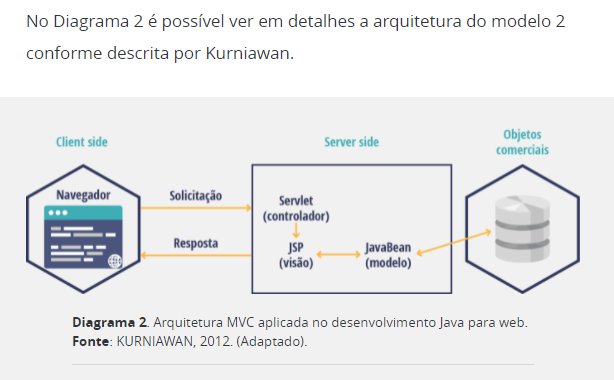 No Diagrama 2 é possível ver em detalhes a arquitetura do modelo 2
conforme descrita por Kurniawan.
Client side
Server side
Objetos
comerciais
Navegador
Solicitação
Resposta
Servlet
(controlador)
JSP
(visão)
JavaBean
(modelo)
Diagrama 2. Arquitetura MVC aplicada no desenvolvimento Java para web.
Fonte: KURNIAWAN, 2012. (Adaptado).